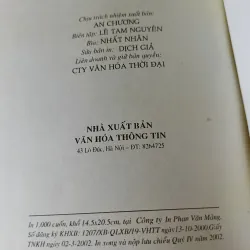 Chịu trách nhiệm xuất bản:
AN CHƯƠNG
Biên tập: LÊ TAM NGUYÊN
Bìa: NHẤT NHÂN
Sửa bản in: DỊCH GIẢ
Liên doanh và giữ bản quyền:
CTY VĂN HÓA THỜI ĐẠI
NHÀ XUẤT BẢN
VĂN HÓA THÔNG TIN
43 Lò Đúc, Hà Nội - ĐT: 8264725
In 1.000 cuốn, khổ 14.5x20.5cm, tại Công ty In Phan Văn Mảng.
Số đăng ký KHXB: 1207/XB-QLXB/19-VHTT ngày 13-10-2000.Giấy
TNKH ngày 02-3-2002. In xong và nộp lưu chiểu Quý IV năm 2002.